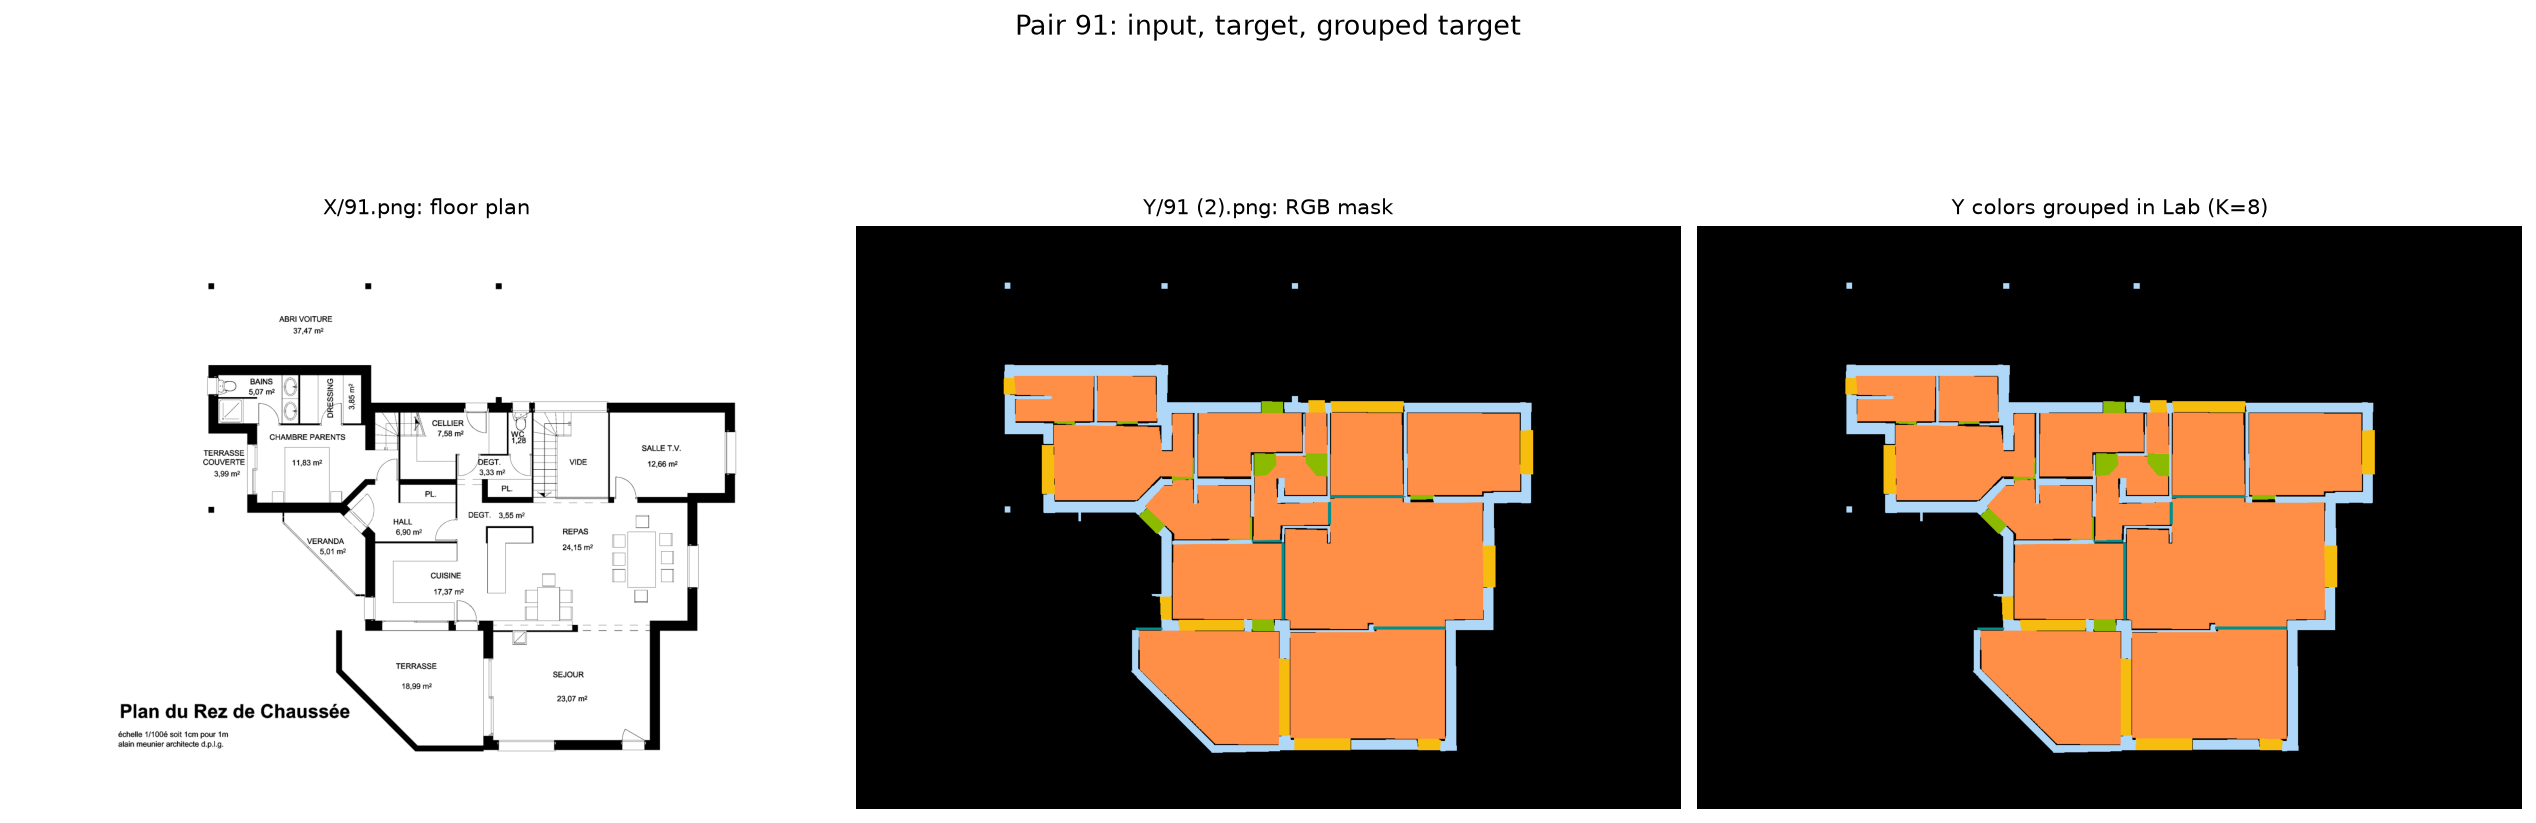 Pair 91: input, target, grouped target
X/91.png: floor plan
Y/91 (2).png: RGB mask
Y colors grouped in Lab (K=8)
ABRI VOITURE
37,47 m²
BAINS
5,07 m²
DRESSING
3,85 m²
CHAMBRE PARENTS
11,83 m²
TERRASSE
COUVERTE
3,99 m²
CELLIER
7,58 m²
WC
1,28
DEGT.
3,33 m²
PL.
VIDE
SALLE T.V.
12,66 m²
PL.
HALL
6,90 m²
DEGT. 3,55 m²
REPAS
24,15 m²
VERANDA
5,01 m²
CUISINE
17,37 m²
TERRASSE
18,99 m²
SEJOUR
23,07 m²
Plan du Rez de Chaussée
échelle 1/100é soit 1cm pour 1m
alain meunier architecte d.p.l.g.